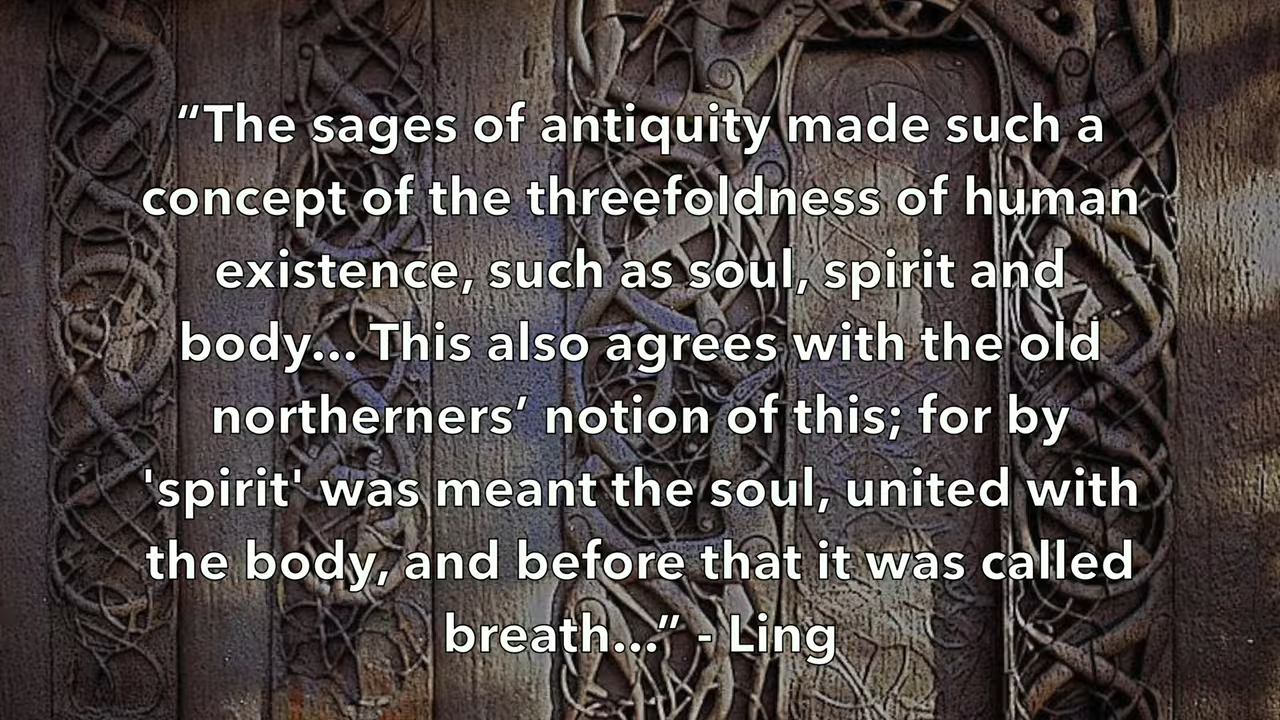 “The sages of antiquity made such a
concept of the threefoldness of human
existence, such as soul, spirit and
body... This also agrees with the old
northerners’ notion of this; for by
'spirit' was meant the soul, united with
the body, and before that it was called
breath...” - Ling